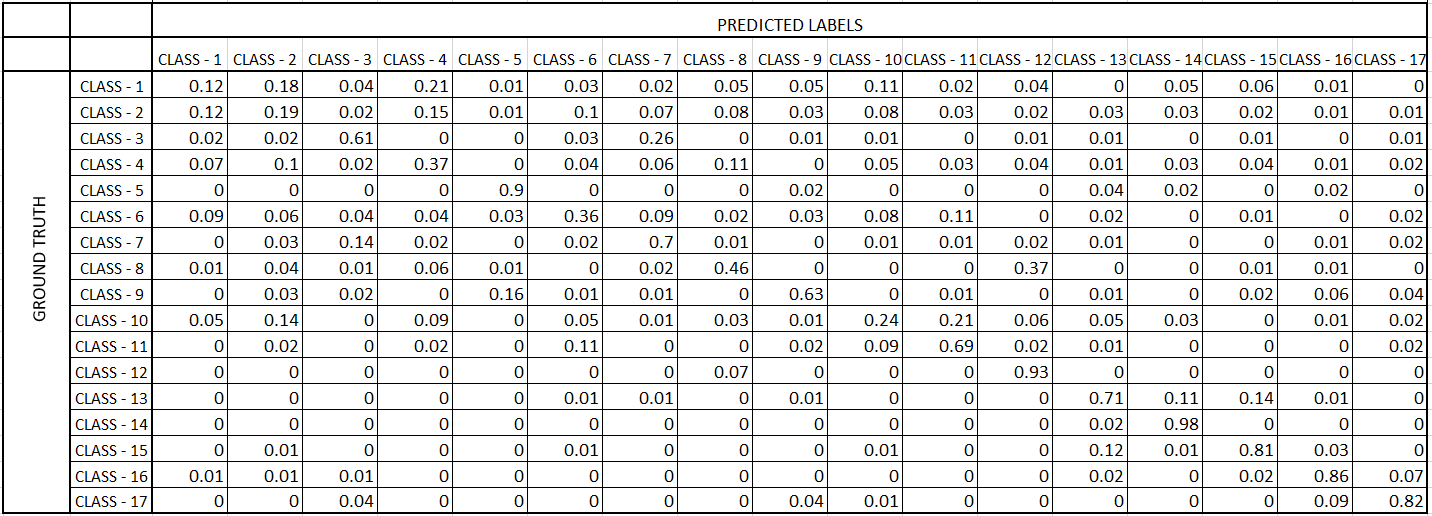 PREDICTED LABELS
CLASS - 1 CLASS - 2 CLASS - 3 CLASS - 4 CLASS - 5 CLASS - 6 CLASS - 7 CLASS - 8 CLASS - 9 CLASS - 10 CLASS - 11 CLASS - 12 CLASS - 13 CLASS - 14 CLASS - 15 CLASS - 16 CLASS - 17
GROUND TRUTH
CLASS - 1 0.12 0.18 0.04 0.21 0.01 0.03 0.02 0.05 0.05 0.11 0.02 0.04 0 0.05 0.06 0.01 0
CLASS - 2 0.12 0.19 0.02 0.15 0.01 0.1 0.07 0.08 0.03 0.08 0.03 0.02 0.03 0.03 0.02 0.01 0.01
CLASS - 3 0.02 0.02 0.61 0 0 0.03 0.26 0 0.01 0.01 0 0.01 0.01 0 0.01 0 0.01
CLASS - 4 0.07 0.1 0.02 0.37 0 0.04 0.06 0.11 0 0.05 0.03 0.04 0.01 0.03 0.04 0.01 0.02
CLASS - 5 0 0 0 0 0.9 0 0 0 0.02 0 0 0 0.04 0.02 0 0.02 0
CLASS - 6 0.09 0.06 0.04 0.04 0.03 0.36 0.09 0.02 0.03 0.08 0.11 0 0.02 0 0.01 0 0.02
CLASS - 7 0 0.03 0.14 0.02 0 0.02 0.7 0.01 0 0.01 0.01 0.02 0.01 0 0 0.01 0.02
CLASS - 8 0.01 0.04 0.01 0.06 0.01 0 0.02 0.46 0 0 0 0.37 0 0 0.01 0.01 0
CLASS - 9 0 0.03 0.02 0 0.16 0.01 0.01 0 0.63 0 0.01 0 0.01 0 0.02 0.06 0.04
CLASS - 10 0.05 0.14 0 0.09 0 0.05 0.01 0.03 0.01 0.24 0.21 0.06 0.05 0.03 0 0.01 0.02
CLASS - 11 0 0.02 0 0.02 0 0.11 0 0 0.02 0.09 0.69 0.02 0.01 0 0 0 0.02
CLASS - 12 0 0 0 0 0 0 0 0.07 0 0 0 0.93 0 0 0 0 0
CLASS - 13 0 0 0 0 0 0.01 0.01 0 0.01 0 0 0 0.71 0.11 0.14 0.01 0
CLASS - 14 0 0 0 0 0 0 0 0 0 0 0 0 0.02 0.98 0 0 0
CLASS - 15 0 0.01 0 0 0 0.01 0 0 0 0.01 0 0 0.12 0.01 0.81 0.03 0
CLASS - 16 0.01 0.01 0.01 0 0 0 0 0 0 0 0 0 0.02 0 0.02 0.86 0.07
CLASS - 17 0 0 0.04 0 0 0 0 0 0.04 0.01 0 0 0 0 0 0.09 0.82